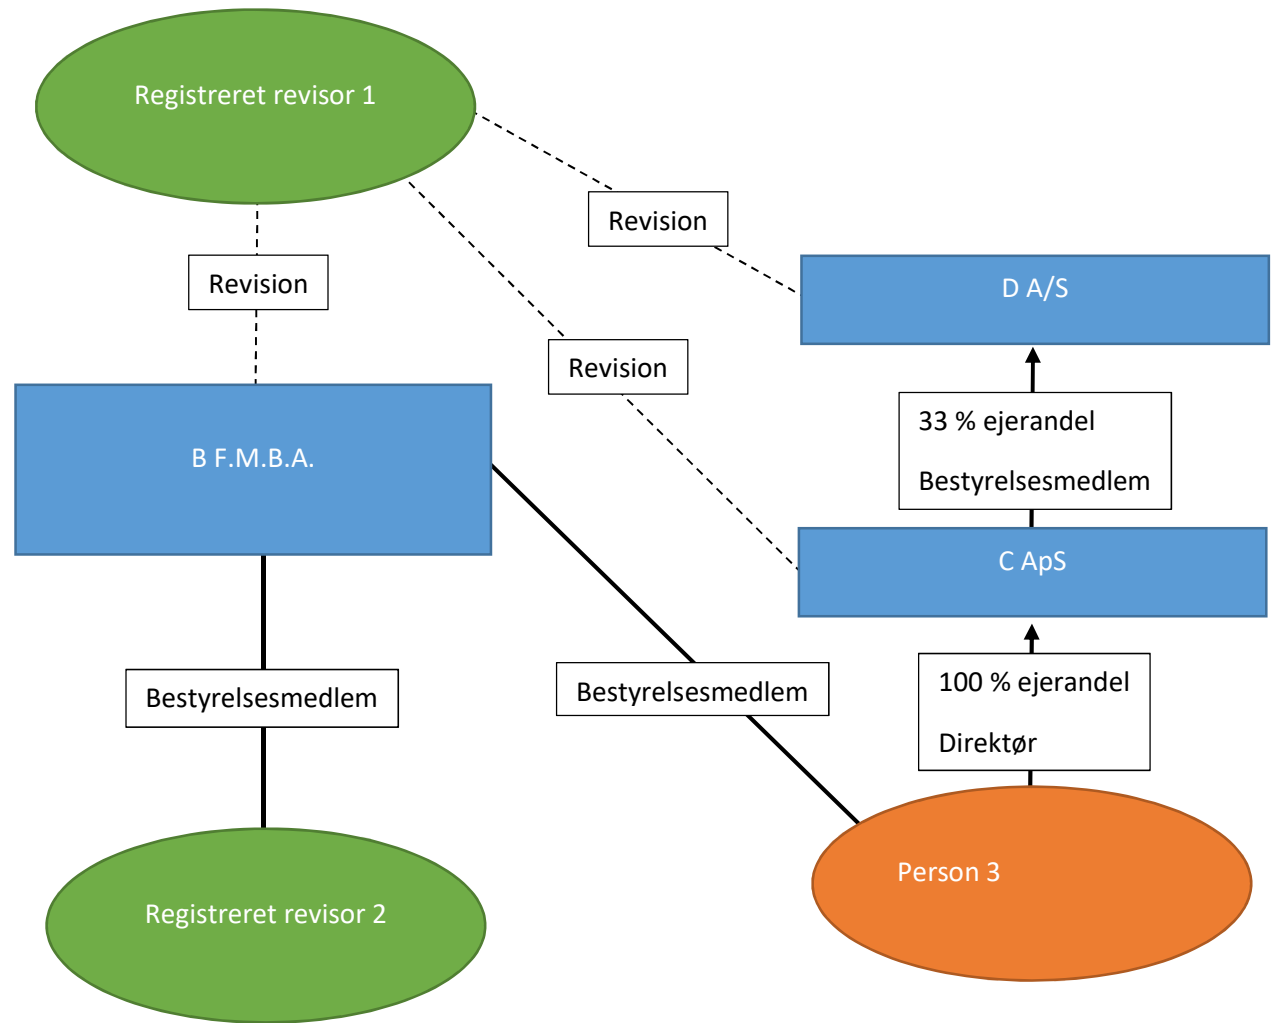 Registreret revisor 1
Revision
D A/S
Revision
Revision
33 % ejerandel
Bestyrelsesmedlem
B F.M.B.A.
C ApS
Bestyrelsesmedlem
Bestyrelsesmedlem
100 % ejerandel
Direktør
Person 3
Registreret revisor 2